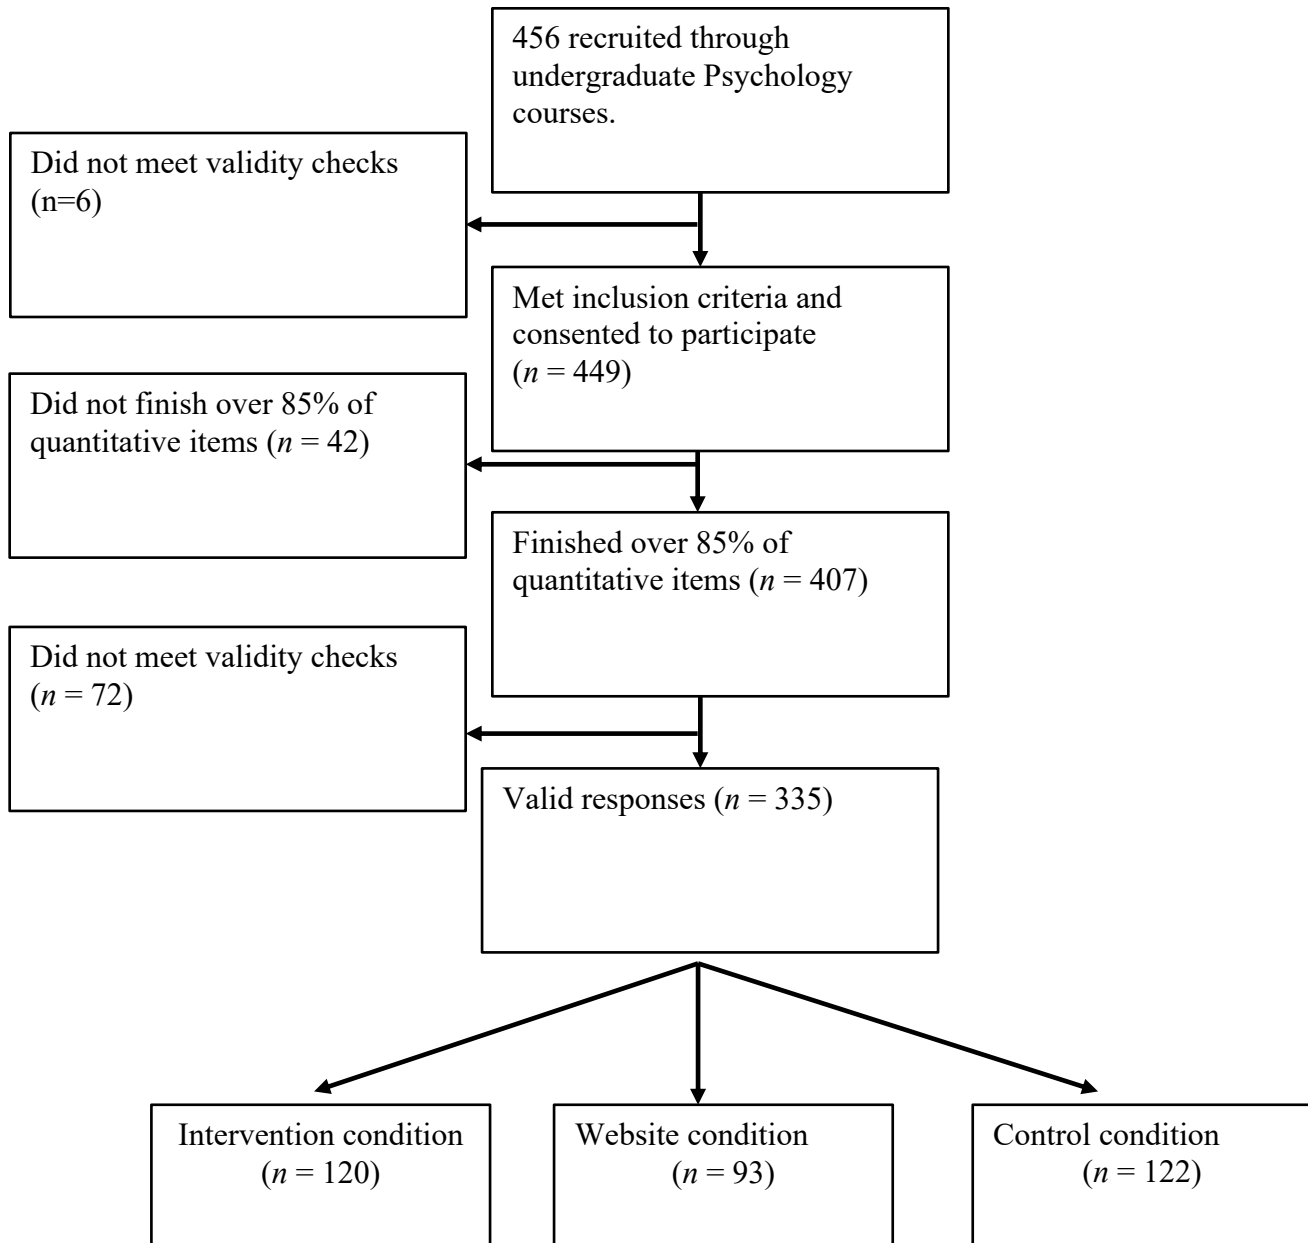 456 recruited through
undergraduate Psychology
courses.
Did not meet validity checks
(n=6)
Met inclusion criteria and
consented to participate
(n = 449)
Did not finish over 85% of
quantitative items (n = 42)
Finished over 85% of
quantitative items (n = 407)
Did not meet validity checks
(n = 72)
Valid responses (n = 335)
Intervention condition
(n = 120)
Website condition
(n = 93)
Control condition
(n = 122)